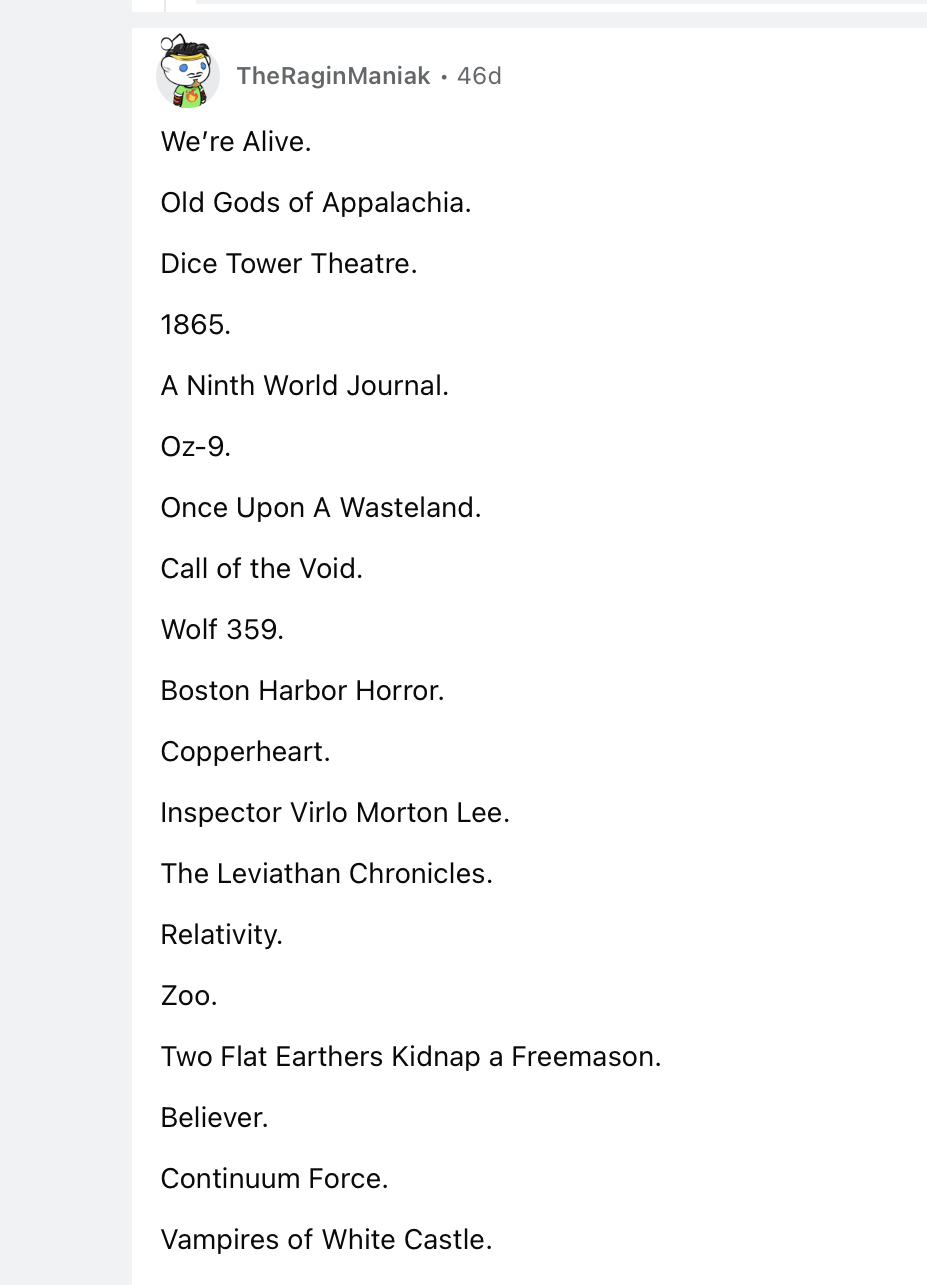 TheRaginManiak • 46d
We're Alive.
Old Gods of Appalachia.
Dice Tower Theatre.
1865.
A Ninth World Journal.
Oz-9.
Once Upon A Wasteland.
Call of the Void.
Wolf 359.
Boston Harbor Horror.
Copperheart.
Inspector Virlo Morton Lee.
The Leviathan Chronicles.
Relativity.
Zoo.
Two Flat Earthers Kidnap a Freemason.
Believer.
Continuum Force.
Vampires of White Castle.